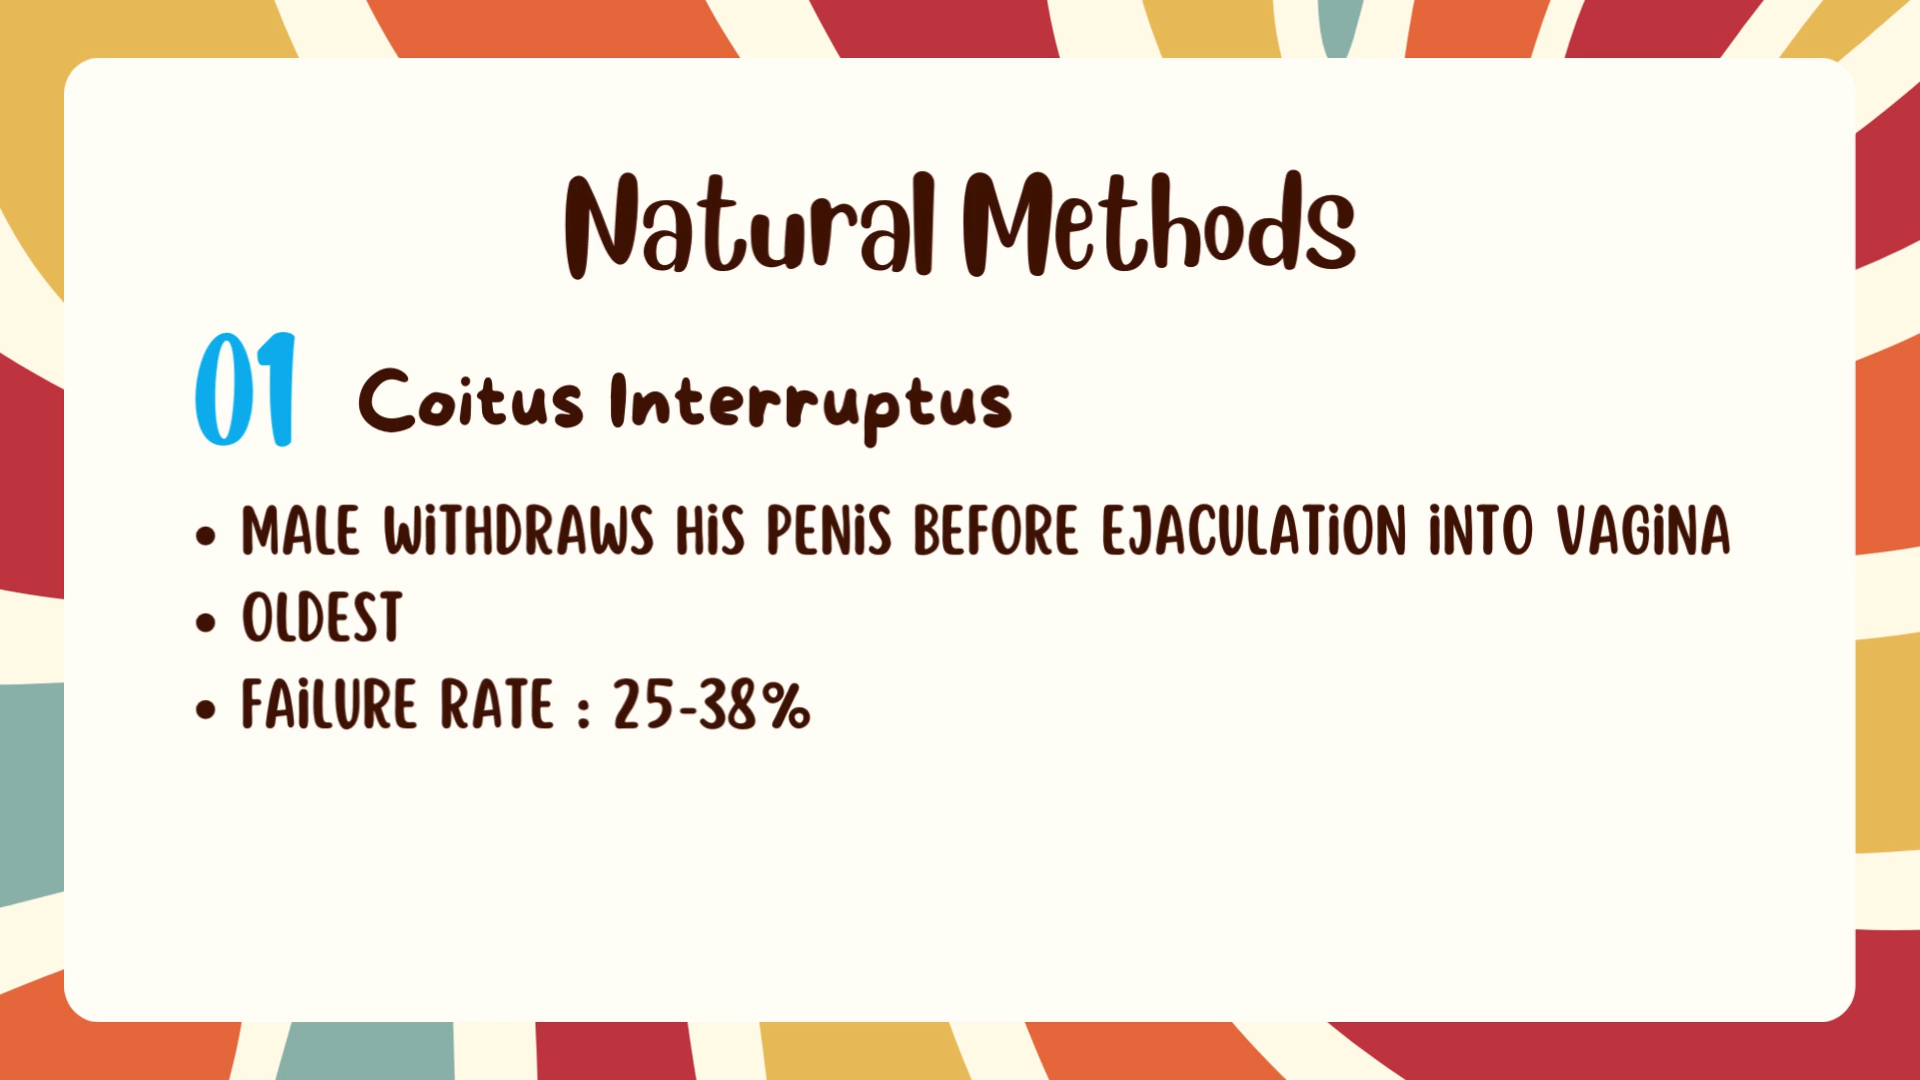 Natural Methods
01 Coitus Interruptus
• MALE WiTHDRAWS HiS PENiS BEFORE EJACULATiON iNTO VAGiNA
• OLDEST
• FAiLURE RATE : 25-38%